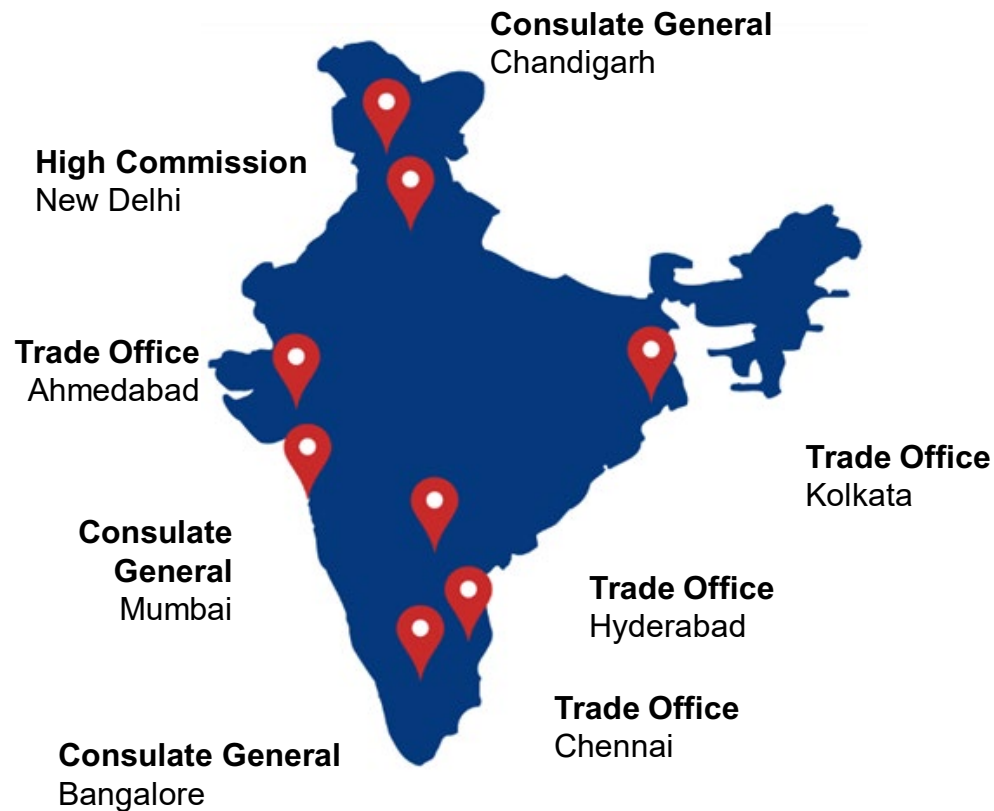 Consulate General
Chandigarh
High Commission
New Delhi
Trade Office
Ahmedabad
Trade Office
Kolkata
Consulate
General
Mumbai
Trade Office
Hyderabad
Trade Office
Chennai
Consulate General
Bangalore